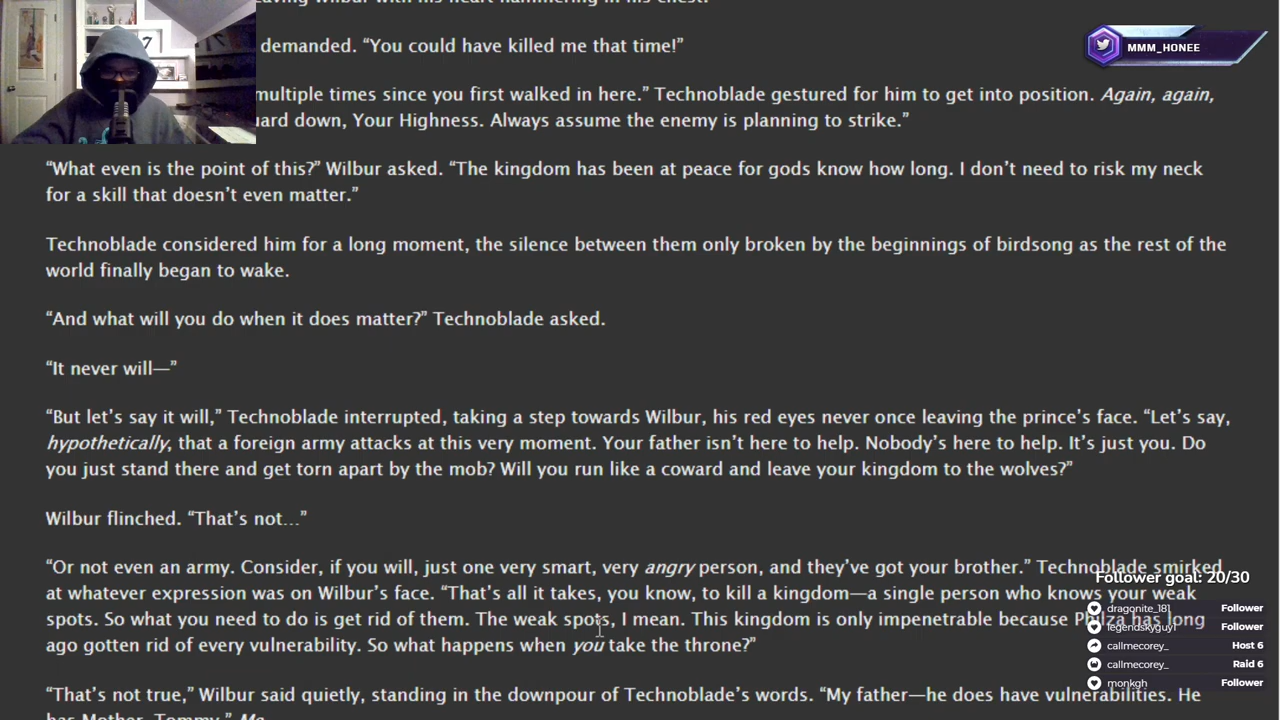 leaving Wilbur with his heart hammering in his chest.
MMM_HONEE
demanded. “You could have killed me that time!”
multiple times since you first walked in here.” Technoblade gestured for him to get into position. Again, again,
down, Your Highness. Always assume the enemy is planning to strike.”
“What even is the point of this?” Wilbur asked. “The kingdom has been at peace for gods know how long. I don’t need to risk my neck
for a skill that doesn’t even matter.”
Technoblade considered him for a long moment, the silence between them only broken by the beginnings of birdsong as the rest of the
world finally began to wake.
“And what will you do when it does matter?” Technoblade asked.
“It never will—”
“But let’s say it will,” Technoblade interrupted, taking a step towards Wilbur, his red eyes never once leaving the prince’s face. “Let’s say,
hypothetically, that a foreign army attacks at this very moment. Your father isn’t here to help. Nobody’s here to help. It’s just you. Do
you just stand there and get torn apart by the mob? Will you run like a coward and leave your kingdom to the wolves?”
Wilbur flinched. “That’s not…”
“Or not even an army. Consider, if you will, just one very smart, very angry person, and they’ve got your brother.” Technoblade smirked
at whatever expression was on Wilbur’s face. “That’s all it takes, you know, to kill a kingdom—a single person who knows your weak
spots. So what you need to do is get rid of them. The weak spots, I mean. This kingdom is only impenetrable because Philza has long
ago gotten rid of every vulnerability. So what happens when you take the throne?”
“That’s not true,” Wilbur said quietly, standing in the downpour of Technoblade’s words. “My father—he does have vulnerabilities. He
has Mother. Tommy.” Me.
Follower goal: 20/30
dragonite_181 Follower
legendskyguy1 Follower
callmecorey_ Host 6
callmecorey_ Raid 6
monkgh Follower